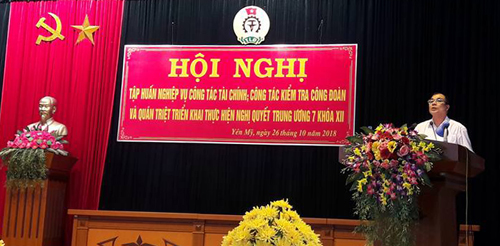 HỘI NGHỊ
TẬP HUẤN NGHIỆP VỤ CÔNG TÁC TÀI CHÍNH; CÔNG TÁC KIỂM TRA CÔNG ĐOÀN
VÀ QUÁN TRIỆT TRIỂN KHAI THỰC HIỆN NGHỊ QUYẾT TRUNG ƯƠNG 7 KHÓA XII
Yên Mỹ, ngày 26 tháng 10 năm 2018